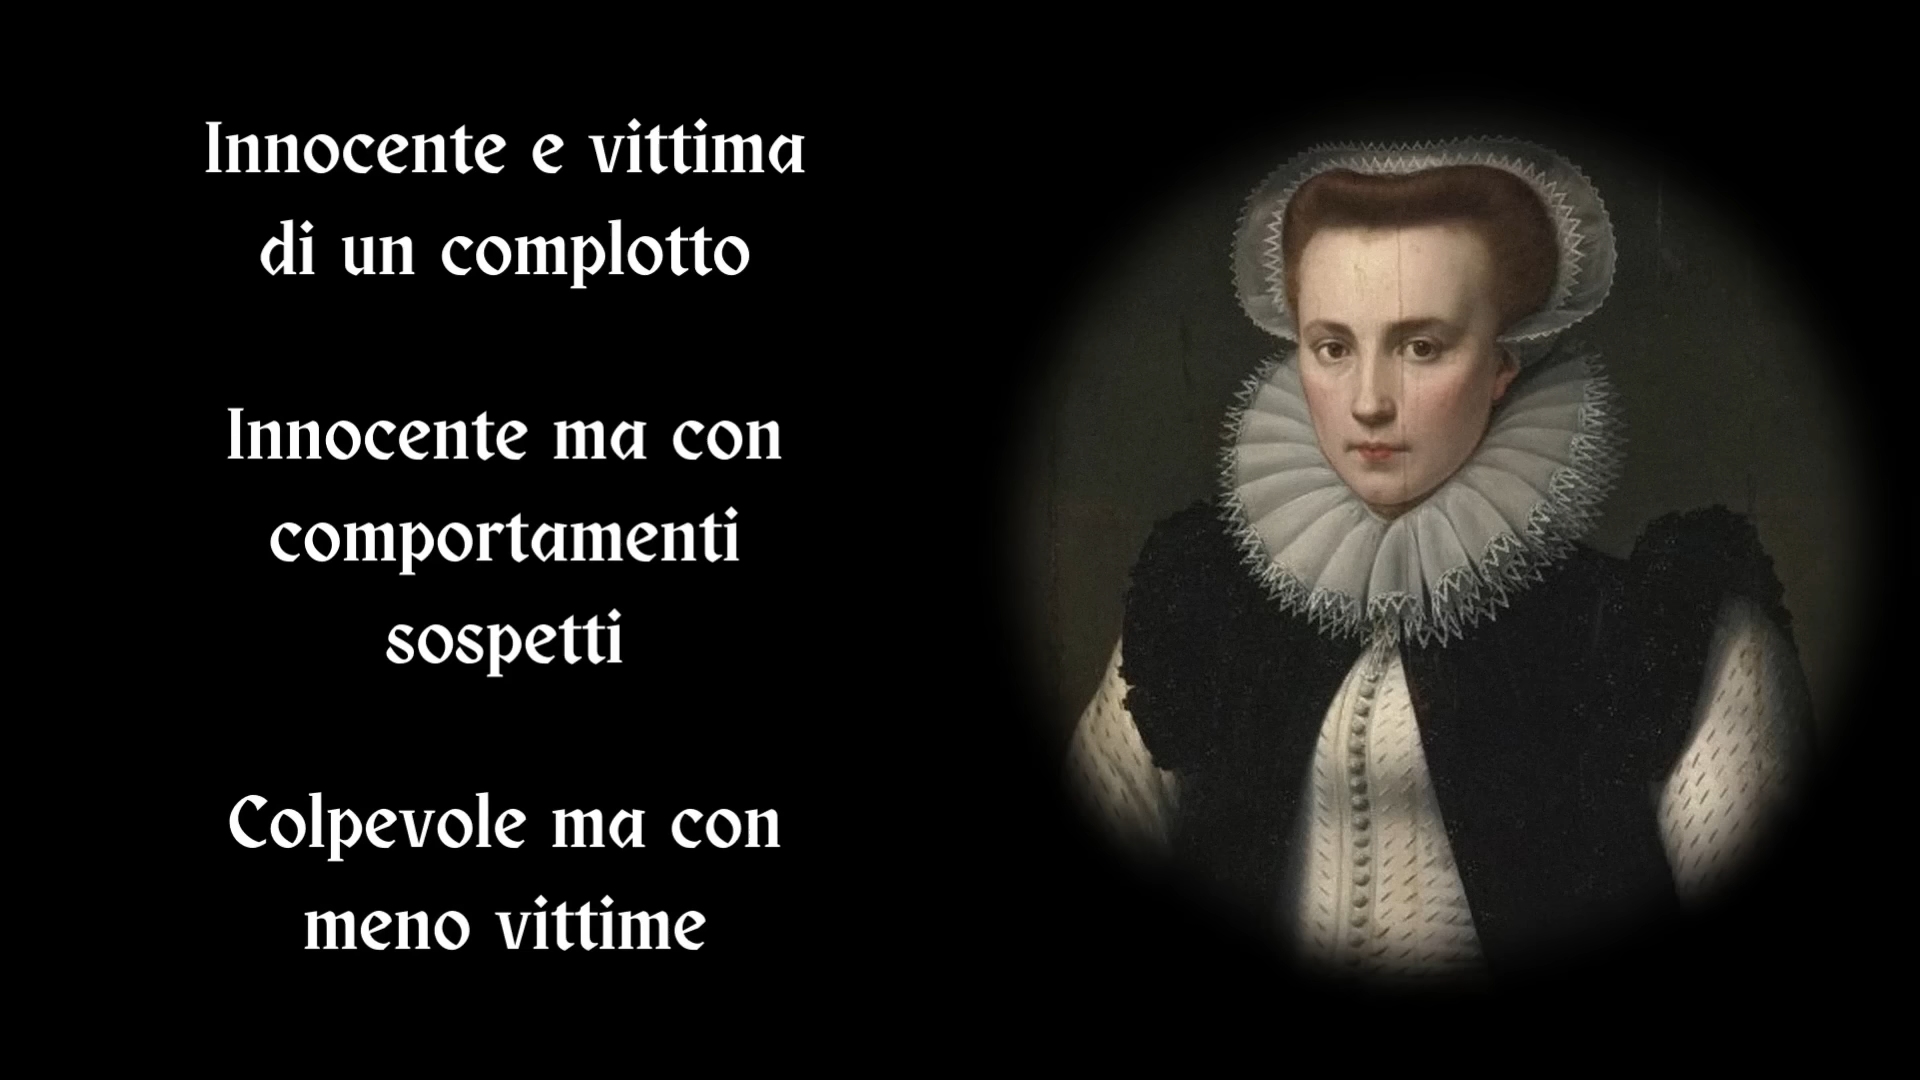 Innocente e vittima
di un complotto
Innocente ma con
comportamenti
sospetti
Colpevole ma con
meno vittime